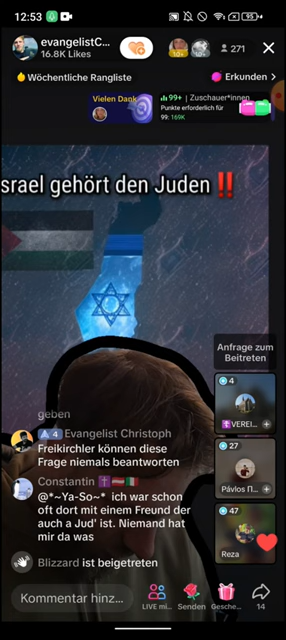 12:53
95
evangelistC...
16.8K Likes
10+
271
Wöchentliche Rangliste
Erkunden >
Vielen Dank
99+ | Zuschauer*innen
Punkte erforderlich für
99: 169K
srael gehört den Juden ‼️
Anfrage zum
Beitreten
4
VEREI...
geben
4 Evangelist Christoph
Freikirchler können diese
Frage niemals beantworten
27
Pávlos Π...
Constantin
@*~Ya-So~* ich war schon
oft dort mit einem Freund der
auch a Jud' ist. Niemand hat
mir da was
47
Reza
Blizzard ist beigetreten
Kommentar hinz...
LIVE mi...
Senden
Gesche...
14